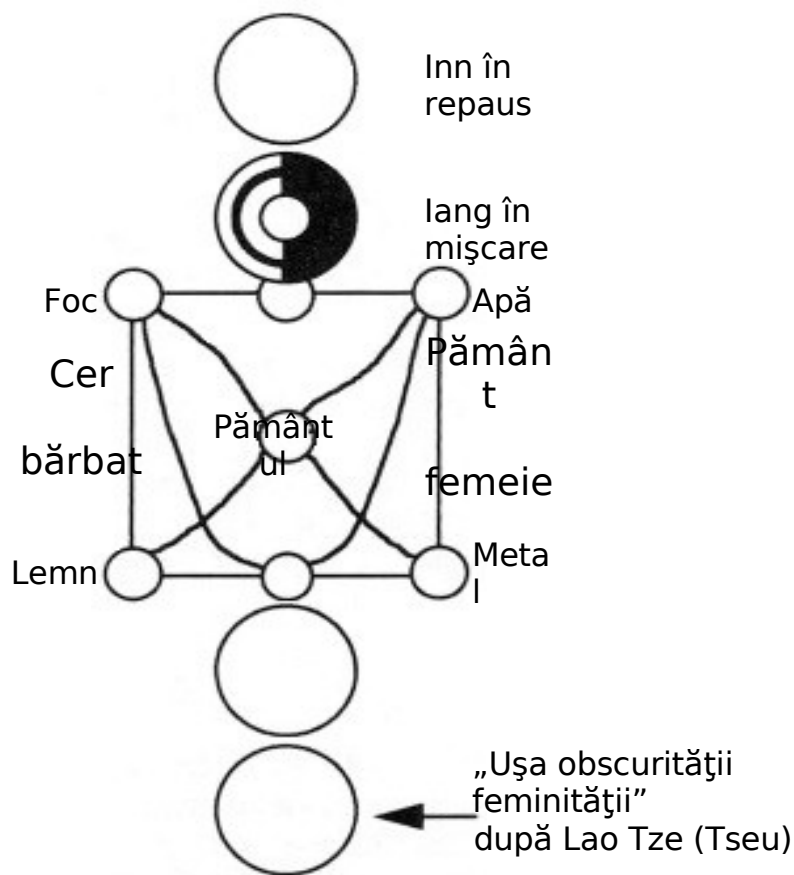 Inn în
repaus
Iang în
mişcare
Foc
Apă
Cer
Pămân
t
Pământ
ul
bărbat
femeie
Lemn
Meta
l
„Uşa obscurităţii
feminităţii”
după Lao Tze (Tseu)